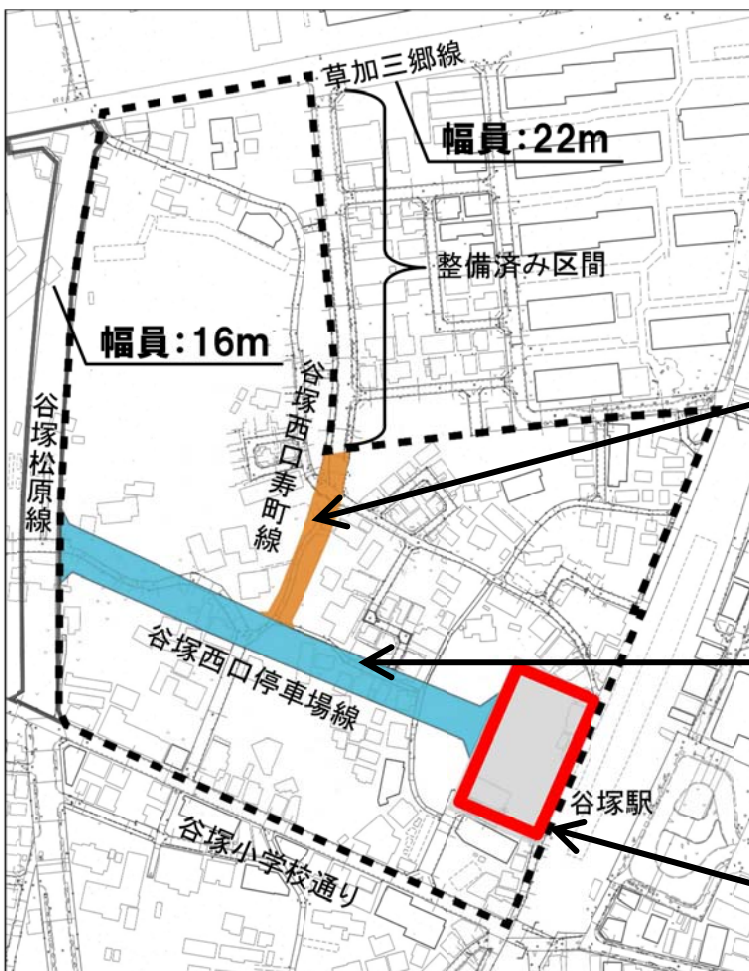 草加三郷線
幅員：22m
整備済み区間
幅員：16m
谷塚松原線
谷塚西口寿町線
谷塚西口停車場線
谷塚駅
谷塚小学校通り